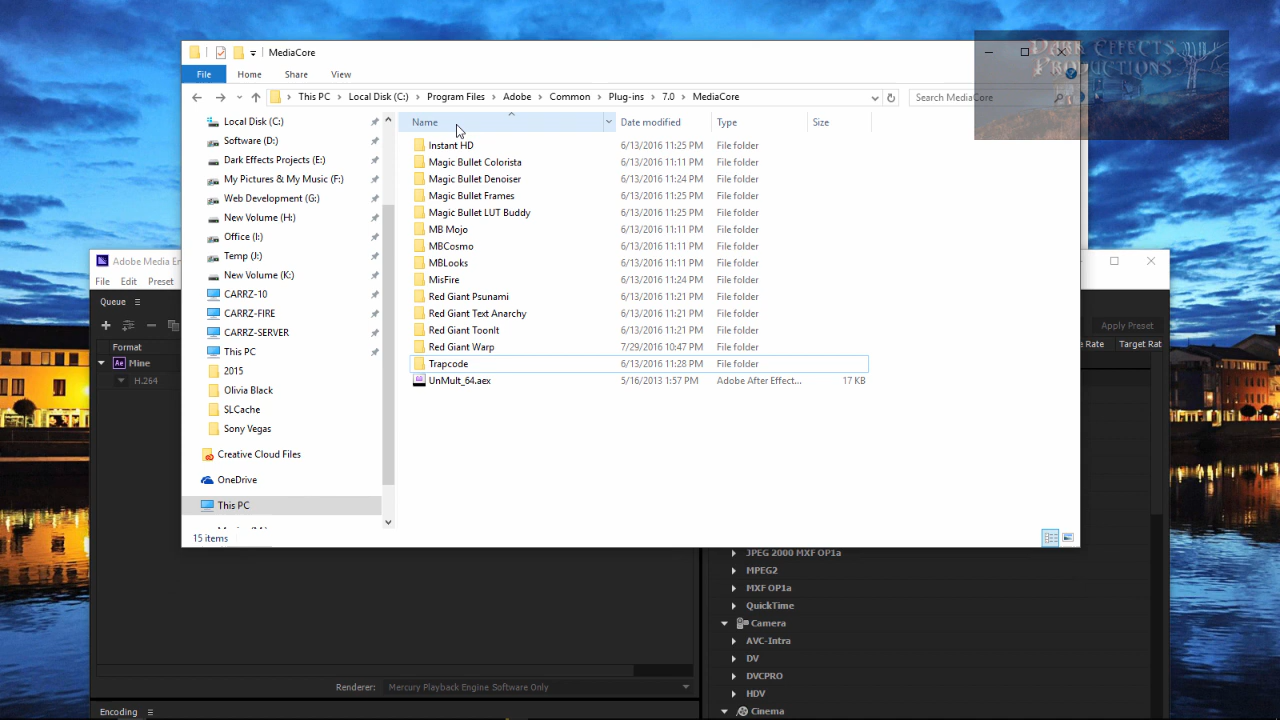 MediaCore
File Home Share View
This PC Local Disk (C:) Program Files Adobe Common Plug-ins 7.0 MediaCore
Search MediaCore
DARK EFFECTS
PRODUCTIONS
Name Date modified Type Size
Local Disk (C:)
Software (D:)
Dark Effects Projects (E:)
My Pictures & My Music (F:)
Web Development (G:)
New Volume (H:)
Office (I:)
Temp (J:)
New Volume (K:)
CARRZ-10
CARRZ-FIRE
CARRZ-SERVER
This PC
2015
Olivia Black
SLCache
Sony Vegas
Creative Cloud Files
OneDrive
This PC
Instant HD 6/13/2016 11:25 PM File folder
Magic Bullet Colorista 6/13/2016 11:11 PM File folder
Magic Bullet Denoiser 6/13/2016 11:24 PM File folder
Magic Bullet Frames 6/13/2016 11:25 PM File folder
Magic Bullet LUT Buddy 6/13/2016 11:25 PM File folder
MB Mojo 6/13/2016 11:11 PM File folder
MBCosmo 6/13/2016 11:11 PM File folder
MBLooks 6/13/2016 11:11 PM File folder
MisFire 6/13/2016 11:24 PM File folder
Red Giant Psunami 6/13/2016 11:21 PM File folder
Red Giant Text Anarchy 6/13/2016 11:21 PM File folder
Red Giant ToonIt 6/13/2016 11:21 PM File folder
Red Giant Warp 7/29/2016 10:47 PM File folder
Trapcode 6/13/2016 11:28 PM File folder
UnMult_64.aex 5/16/2013 1:57 PM Adobe After Effect... 17 KB
15 items
Adobe Media En
File Edit Preset
Queue
Format
Ae Mine
H.264
Apply Preset
e Rate Target Rat
JPEG 2000 MXF OP1a
MPEG2
MXF OP1a
QuickTime
Camera
AVC-Intra
DV
DVCPRO
HDV
Cinema
Renderer: Mercury Playback Engine Software Only
Encoding